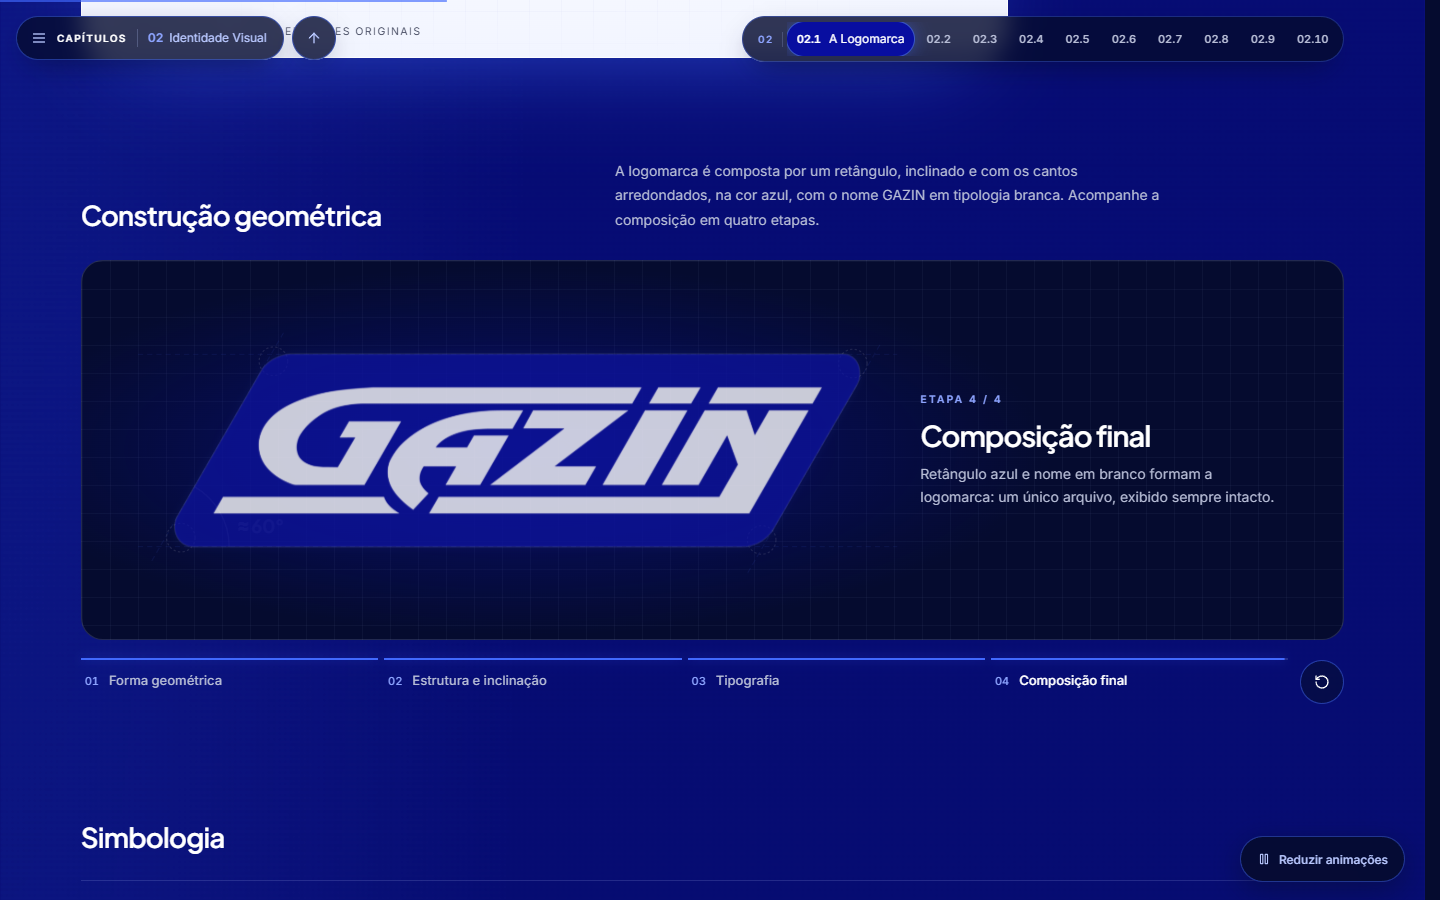 CAPÍTULOS
02 Identidade Visual
ES ORIGINAIS
02
02.1 A Logomarca
02.2
02.3
02.4
02.5
02.6
02.7
02.8
02.9
02.10
Construção geométrica
A logomarca é composta por um retângulo, inclinado e com os cantos
arredondados, na cor azul, com o nome GAZIN em tipologia branca. Acompanhe a
composição em quatro etapas.
GAZIN
≈60°
ETAPA 4 / 4
Composição final
Retângulo azul e nome em branco formam a
logomarca: um único arquivo, exibido sempre intacto.
01 Forma geométrica
02 Estrutura e inclinação
03 Tipografia
04 Composição final
Simbologia
Reduzir animações